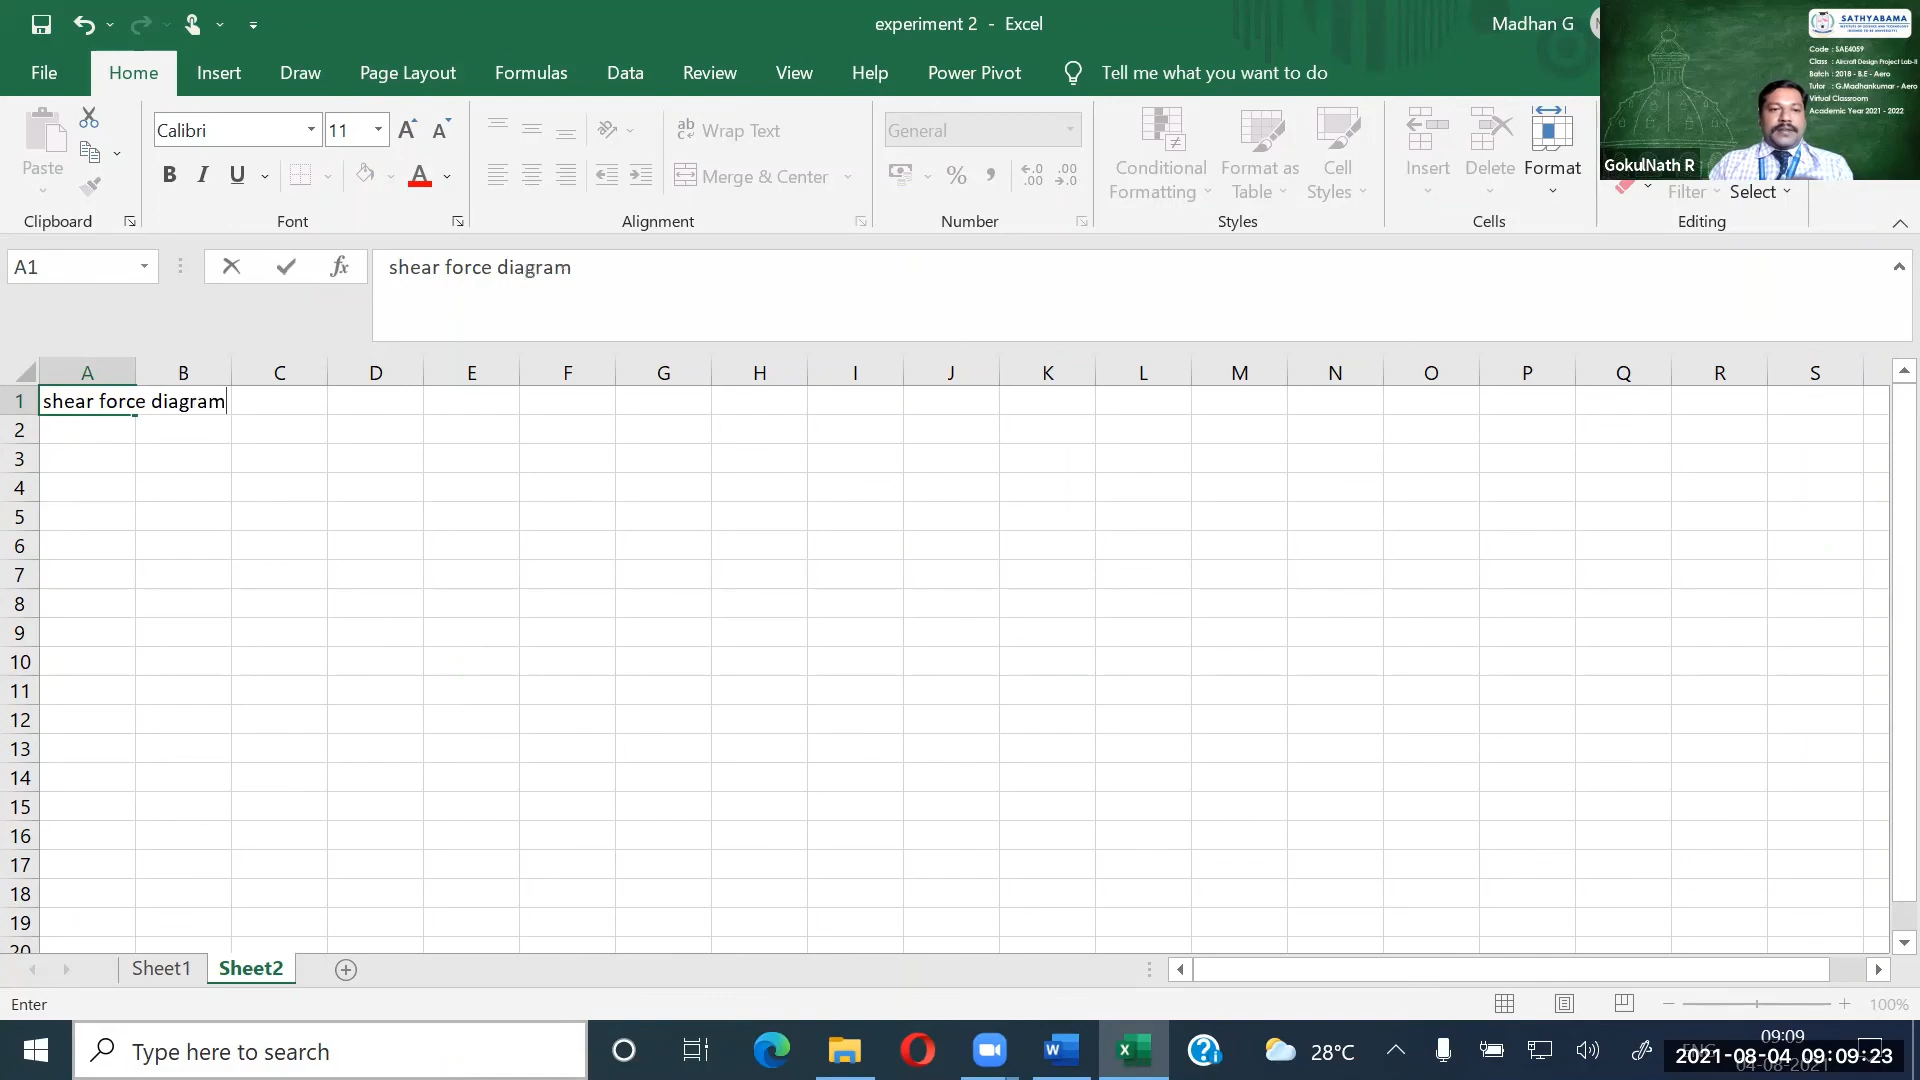 experiment 2 - Excel
Madhan G
SATHYABAMA
Code : SAE4059
Class : Aircraft Design Project Lab-II
Batch : 2018 - B.E - Aero
Tutor : G.Madhankumar - Aero
Virtual Classroom
Academic Year 2021 - 2022
GokulNath R
File Home Insert Draw Page Layout Formulas Data Review View Help Power Pivot Tell me what you want to do
Calibri 11 Wrap Text General
Paste B I U Merge & Center % Conditional Formatting Format as Table Cell Styles Insert Delete Format Filter Select
Clipboard Font Alignment Number Styles Cells Editing
A1 fx shear force diagram
A B C D E F G H I J K L M N O P Q R S
1 shear force diagram
2
3
4
5
6
7
8
9
10
11
12
13
14
15
16
17
18
19
20
Sheet1 Sheet2
Enter 100%
Type here to search 28°C 09:09
2021-08-04 09:09:23